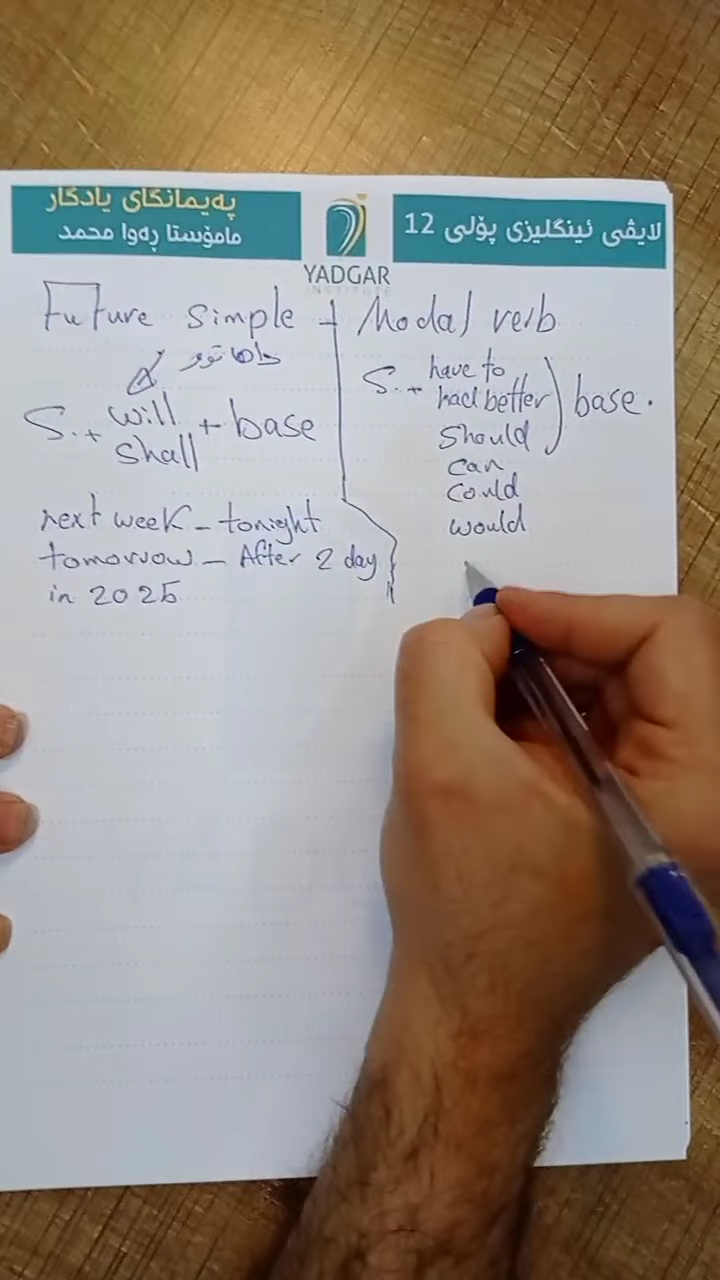 پەیمانگای یادگار
مامۆستا ڕەوا محمد
لایڤی ئینگلیزی پۆلی 12
YADGAR
INSTITUTE
Future simple
داهاتوو
S. + will + base
shall
next week - tonight
tomorrow - After 2 day
in 2025
Modal verb
S. + have to
had better
should
base.
can
could
would